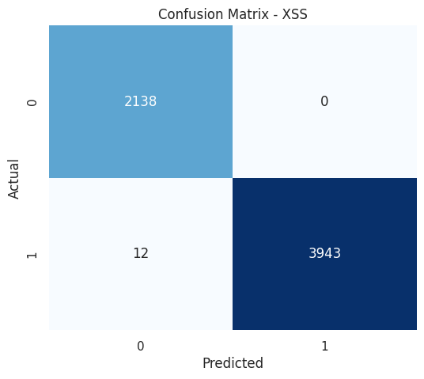 Confusion Matrix - XSS
Actual
0
2138
0
1
12
3943
0
1
Predicted